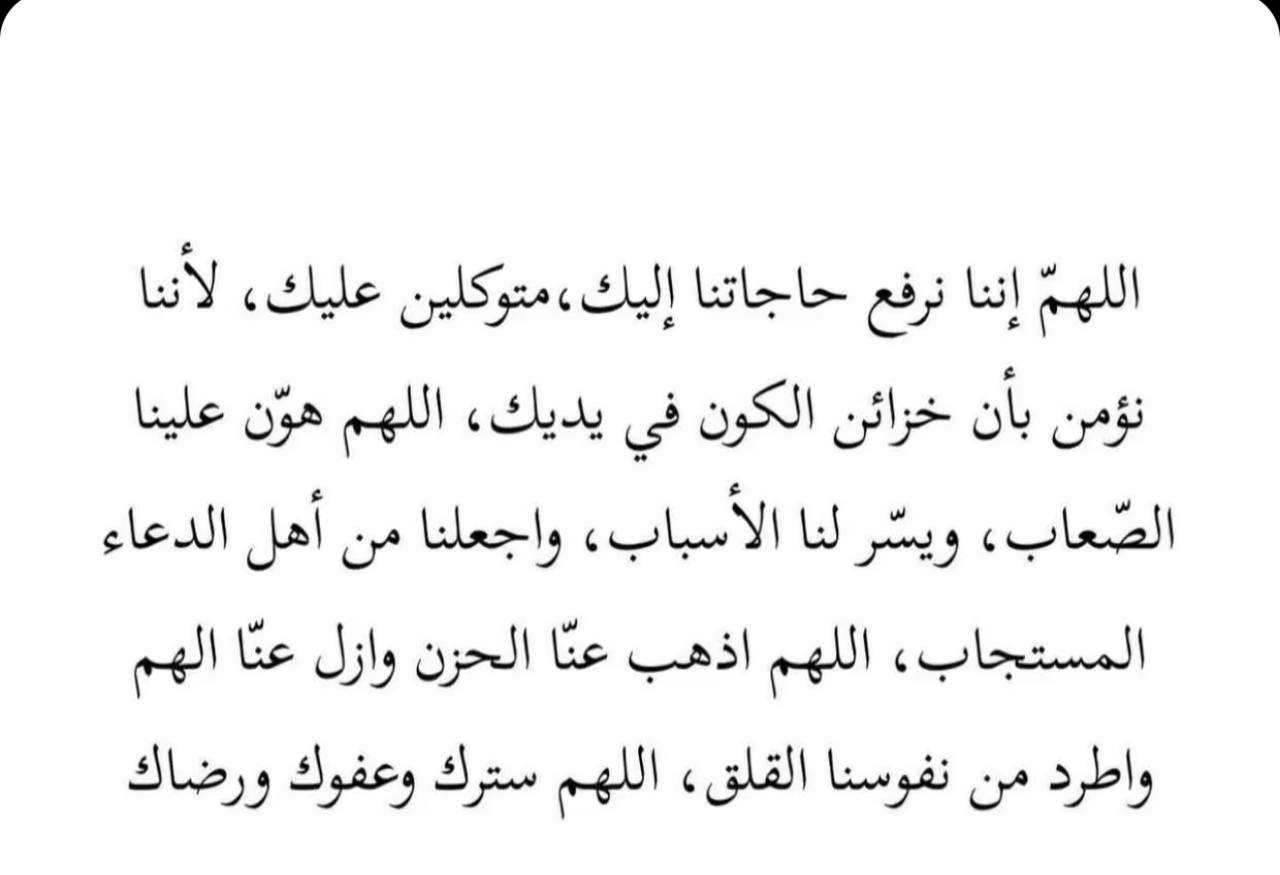 اللهمّ إننا نرفع حاجاتنا إليك،متوكلين عليك، لأننا
نؤمن بأن خزائن الكون في يديك، اللهم هوّن علينا
الصّعاب، ويسّر لنا الأسباب، واجعلنا من أهل الدعاء
المستجاب، اللهم اذهب عنّا الحزن وازل عنّا الهم
واطرد من نفوسنا القلق، اللهم سترك وعفوك ورضاك